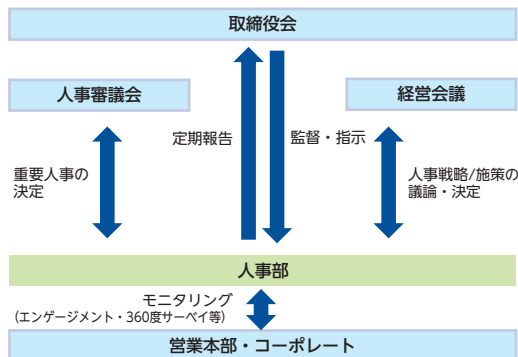 取締役会
人事審議会
経営会議
定期報告
監督・指示
重要人事の
決定
人事戦略/施策の
議論・決定
人事部
モニタリング
(エンゲージメント・360度サーベイ等)
営業本部・コーポレート